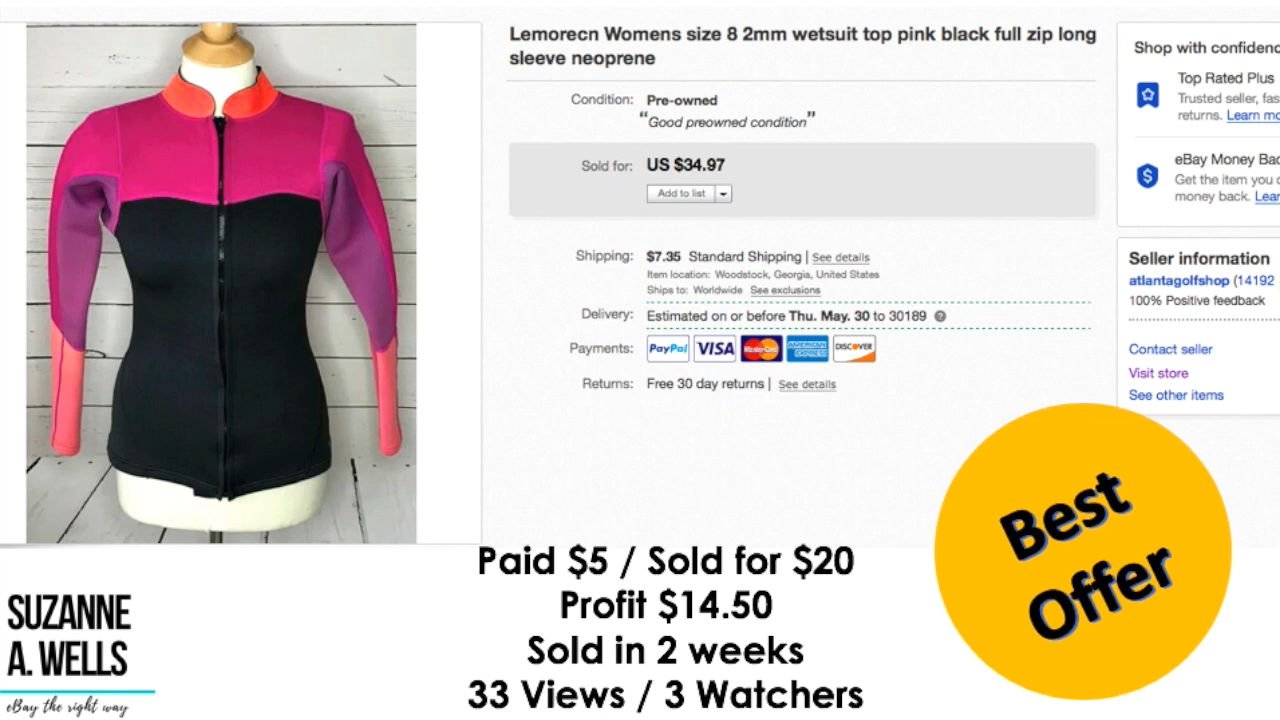 Lemorecn Womens size 8 2mm wetsuit top pink black full zip long
sleeve neoprene
Condition: Pre-owned
“Good preowned condition”
Sold for: US $34.97
Add to list
Shipping: $7.35 Standard Shipping | See details
Item location: Woodstock, Georgia, United States
Ships to: Worldwide See exclusions
Delivery: Estimated on or before Thu. May. 30 to 30189
Payments: PayPal VISA MasterCard AMERICAN EXPRESS DISCOVER
Returns: Free 30 day returns | See details
Shop with confidenc
Top Rated Plus
Trusted seller, fas
returns. Learn mo
eBay Money Bac
Get the item you o
money back. Lear
Seller information
atlantagolfshop (14192
100% Positive feedback
Contact seller
Visit store
See other items
Best
Offer
Paid $5 / Sold for $20
Profit $14.50
Sold in 2 weeks
33 Views / 3 Watchers
SUZANNE
A. WELLS
eBay the right way